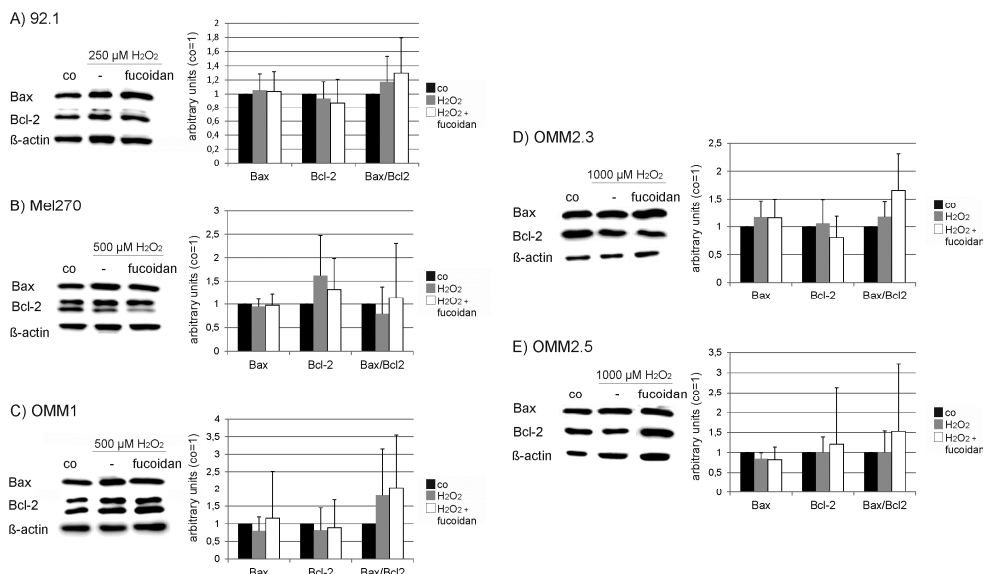 A) 92.1
250 µM H2O2
co - fucoidan
Bax
Bcl-2
ß-actin
arbitrary units (co=1)
2
1,8
1,6
1,4
1,2
1
0,8
0,6
0,4
0,2
0
Bax Bcl-2 Bax/Bcl2
co
H2O2
H2O2 +
fucoidan
B) Mel270
500 µM H2O2
co - fucoidan
Bax
Bcl-2
ß-actin
arbitrary units (co=1)
3
2,5
2
1,5
1
0,5
0
Bax Bcl-2 Bax/Bcl2
co
H2O2
H2O2 +
fucoidan
C) OMM1
500 µM H2O2
co - fucoidan
Bax
Bcl-2
ß-actin
arbitrary units (co=1)
4
3,5
3
2,5
2
1,5
1
0,5
0
Bax Bcl-2 Bax/Bcl2
co
H2O2
H2O2 +
fucoidan
D) OMM2.3
1000 µM H2O2
co - fucoidan
Bax
Bcl-2
ß-actin
arbitrary units (co=1)
2,5
2
1,5
1
0,5
0
Bax Bcl-2 Bax/Bcl2
co
H2O2
H2O2 +
fucoidan
E) OMM2.5
1000 µM H2O2
co - fucoidan
Bax
Bcl-2
ß-actin
arbitrary units (co=1)
3,5
3
2,5
2
1,5
1
0,5
0
Bax Bcl-2 Bax/Bcl2
co
H2O2
H2O2 +
fucoidan